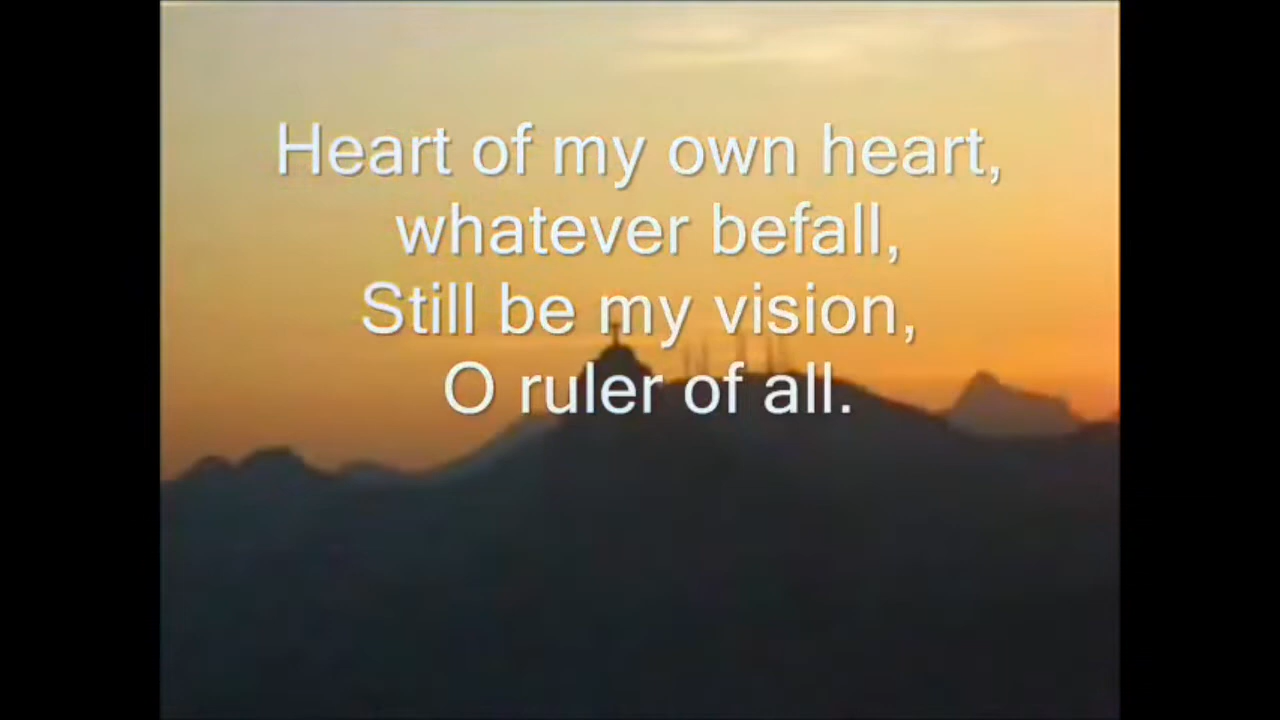 Heart of my own heart,
whatever befall,
Still be my vision,
O ruler of all.